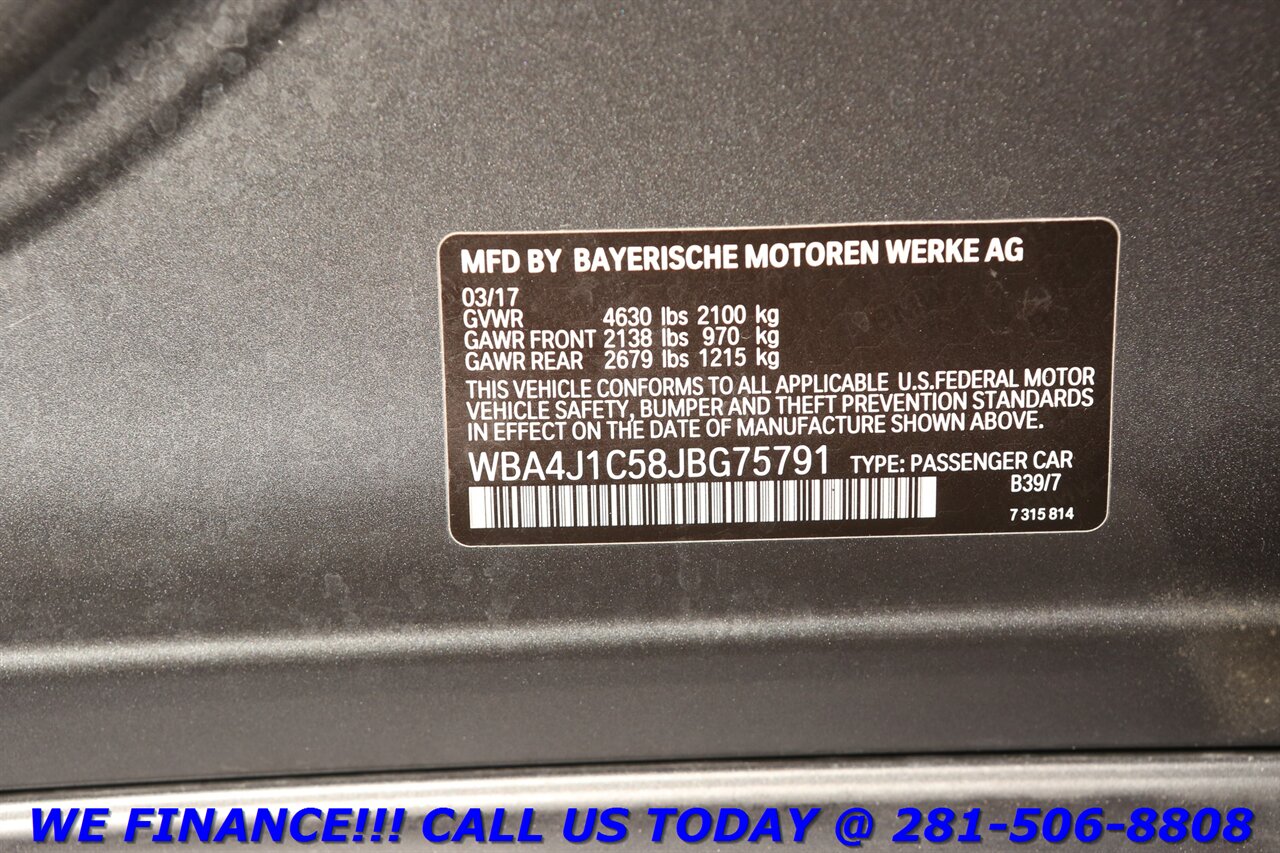 MFD BY BAYERISCHE MOTOREN WERKE AG
03/17
GVWR 4630 lbs 2100 kg
GAWR FRONT 2138 lbs 970 kg
GAWR REAR 2679 lbs 1215 kg
THIS VEHICLE CONFORMS TO ALL APPLICABLE U.S.FEDERAL MOTOR
VEHICLE SAFETY, BUMPER AND THEFT PREVENTION STANDARDS
IN EFFECT ON THE DATE OF MANUFACTURE SHOWN ABOVE.
WBA4J1C58JBG75791 TYPE: PASSENGER CAR
B39/7
7 315 814
WE FINANCE!!! CALL US TODAY @ 281-506-8808